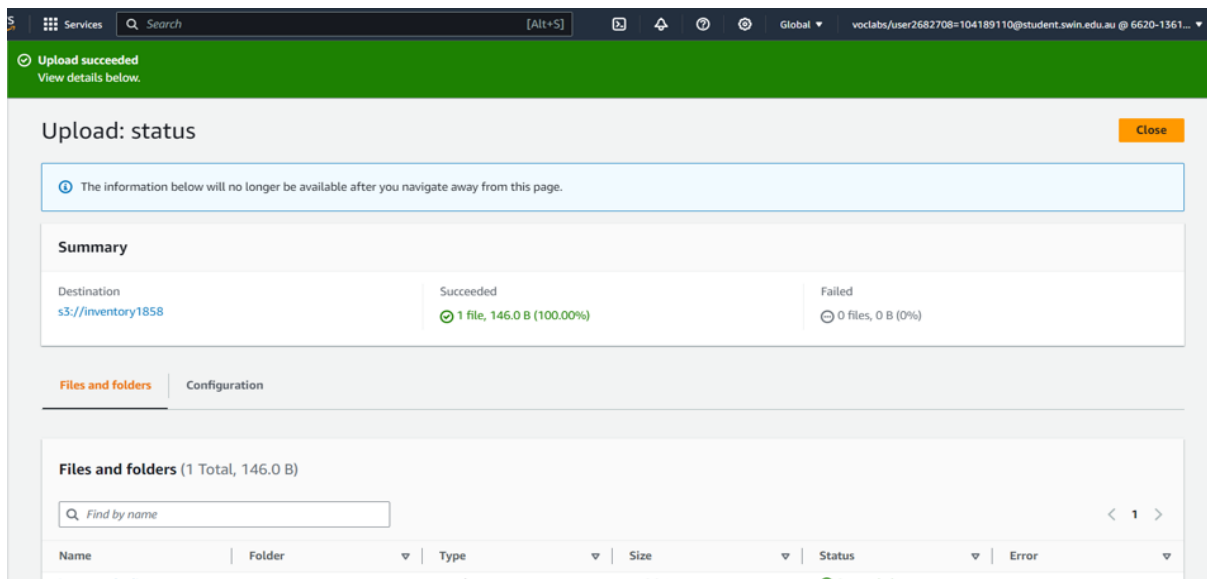 Services Search [Alt+S] Global voclabs/user2682708=104189110@student.swin.edu.au @ 6620-1361...
Upload succeeded
View details below.
Upload: status Close
The information below will no longer be available after you navigate away from this page.
Summary
Destination Succeeded Failed
s3://inventory1858 1 file, 146.0 B (100.00%) 0 files, 0 B (0%)
Files and folders Configuration
Files and folders (1 Total, 146.0 B)
Find by name 1
Name Folder Type Size Status Error